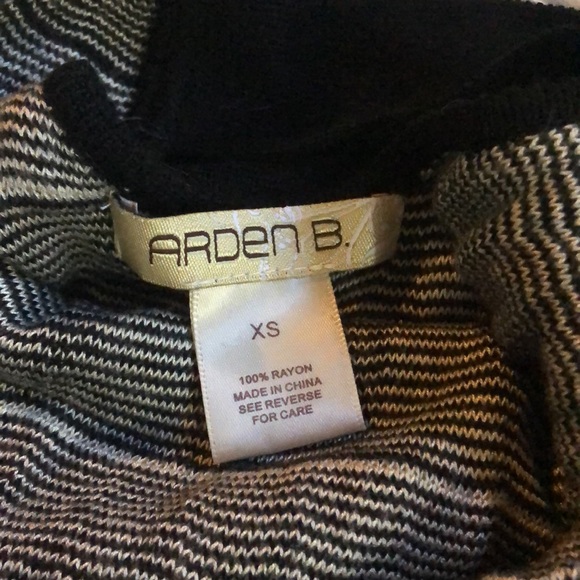 ARDEN B.
XS
100% RAYON
MADE IN CHINA
SEE REVERSE
FOR CARE